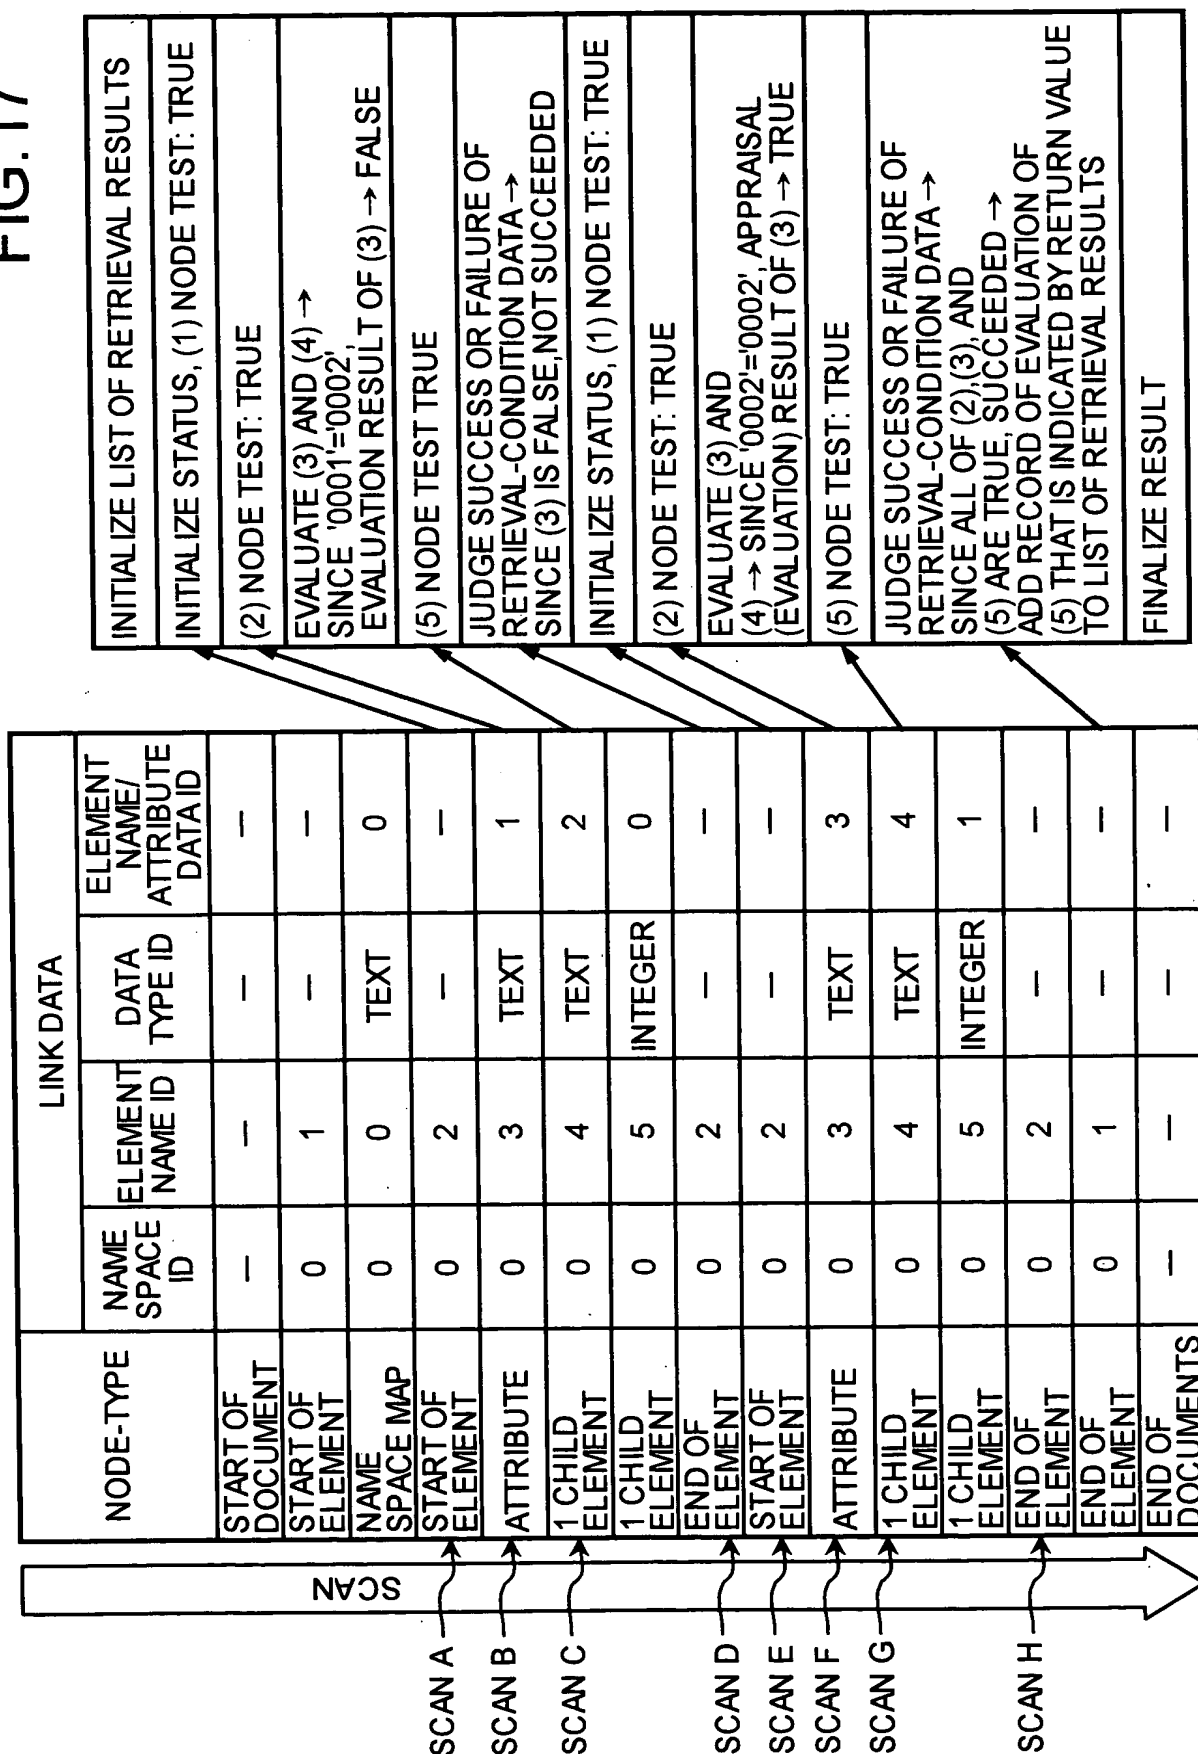 FIG. 17
LINK DATA
NODE-TYPE
NAME
SPACE
ID
ELEMENT
NAME ID
DATA
TYPE ID
ELEMENT
NAME/
ATTRIBUTE
DATA ID
START OF
DOCUMENT
— — — —
START OF
ELEMENT
0 1 — —
NAME
SPACE MAP
0 0 TEXT 0
START OF
ELEMENT
0 2 — —
ATTRIBUTE 0 3 TEXT 1
1 CHILD
ELEMENT
0 4 TEXT 2
1 CHILD
ELEMENT
0 5 INTEGER 0
END OF
ELEMENT
0 2 — —
START OF
ELEMENT
0 2 — —
ATTRIBUTE 0 3 TEXT 3
1 CHILD
ELEMENT
0 4 TEXT 4
1 CHILD
ELEMENT
0 5 INTEGER 1
END OF
ELEMENT
0 2 — —
END OF
ELEMENT
0 1 — —
END OF
DOCUMENTS
— — — —
SCAN
SCAN A
SCAN B
SCAN C
SCAN D
SCAN E
SCAN F
SCAN G
SCAN H
INITIALIZE LIST OF RETRIEVAL RESULTS
INITIALIZE STATUS, (1) NODE TEST: TRUE
(2) NODE TEST: TRUE
EVALUATE (3) AND (4) →
SINCE '0001'='0002',
EVALUATION RESULT OF (3) → FALSE
(5) NODE TEST TRUE
JUDGE SUCCESS OR FAILURE OF
RETRIEVAL-CONDITION DATA →
SINCE (3) IS FALSE, NOT SUCCEEDED
INITIALIZE STATUS, (1) NODE TEST: TRUE
(2) NODE TEST: TRUE
EVALUATE (3) AND
(4) → SINCE '0002'='0002', APPRAISAL
(EVALUATION) RESULT OF (3) → TRUE
(5) NODE TEST: TRUE
JUDGE SUCCESS OR FAILURE OF
RETRIEVAL-CONDITION DATA →
SINCE ALL OF (2),(3), AND
(5) ARE TRUE, SUCCEEDED →
ADD RECORD OF EVALUATION OF
(5) THAT IS INDICATED BY RETURN VALUE
TO LIST OF RETRIEVAL RESULTS
FINALIZE RESULT